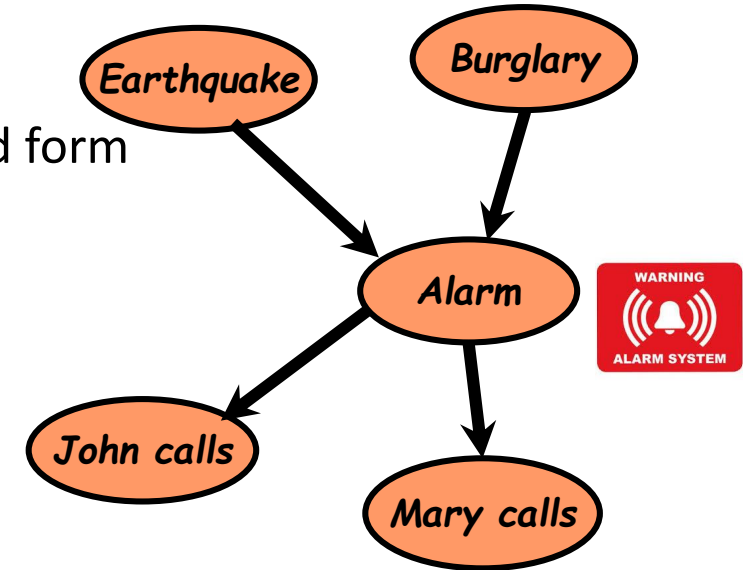 Earthquake
Burglary
d form
Alarm
WARNING
ALARM SYSTEM
John calls
Mary calls